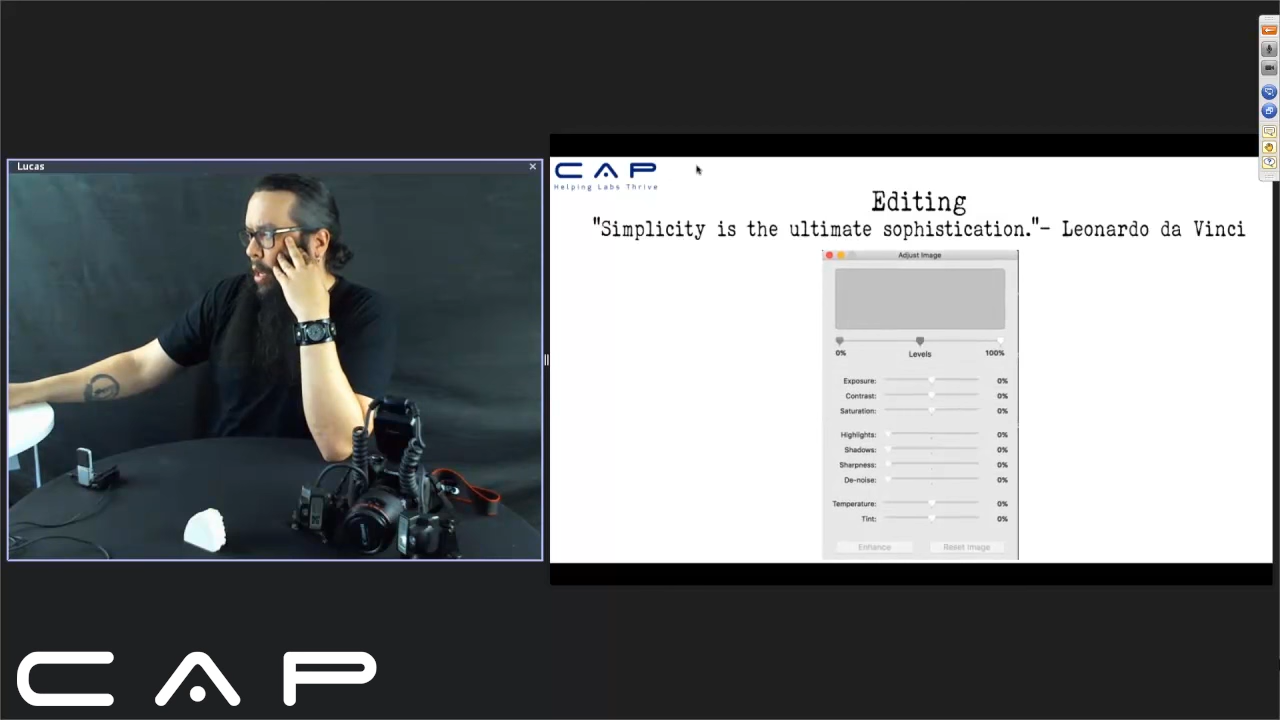 Lucas
CAP
Helping Labs Thrive
Editing
"Simplicity is the ultimate sophistication."- Leonardo da Vinci
Adjust Image
0%
Levels
100%
Exposure: 0%
Contrast: 0%
Saturation: 0%
Highlights: 0%
Shadows: 0%
Sharpness: 0%
De-noise: 0%
Temperature: 0%
Tint: 0%
Enhance
Reset Image
CAP